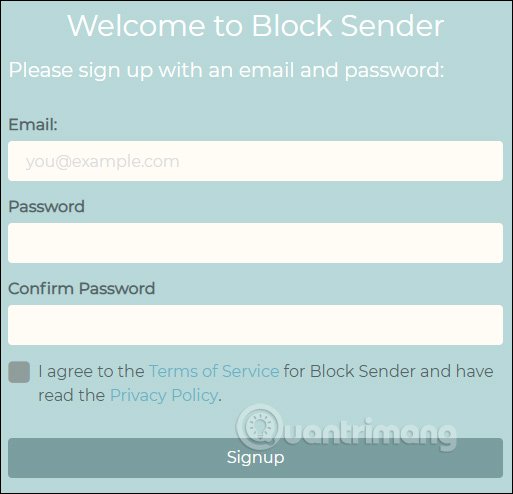 Welcome to Block Sender
Please sign up with an email and password:
Email:
you@example.com
Password
Confirm Password
I agree to the Terms of Service for Block Sender and have
read the Privacy Policy.
Quantrimang
Signup